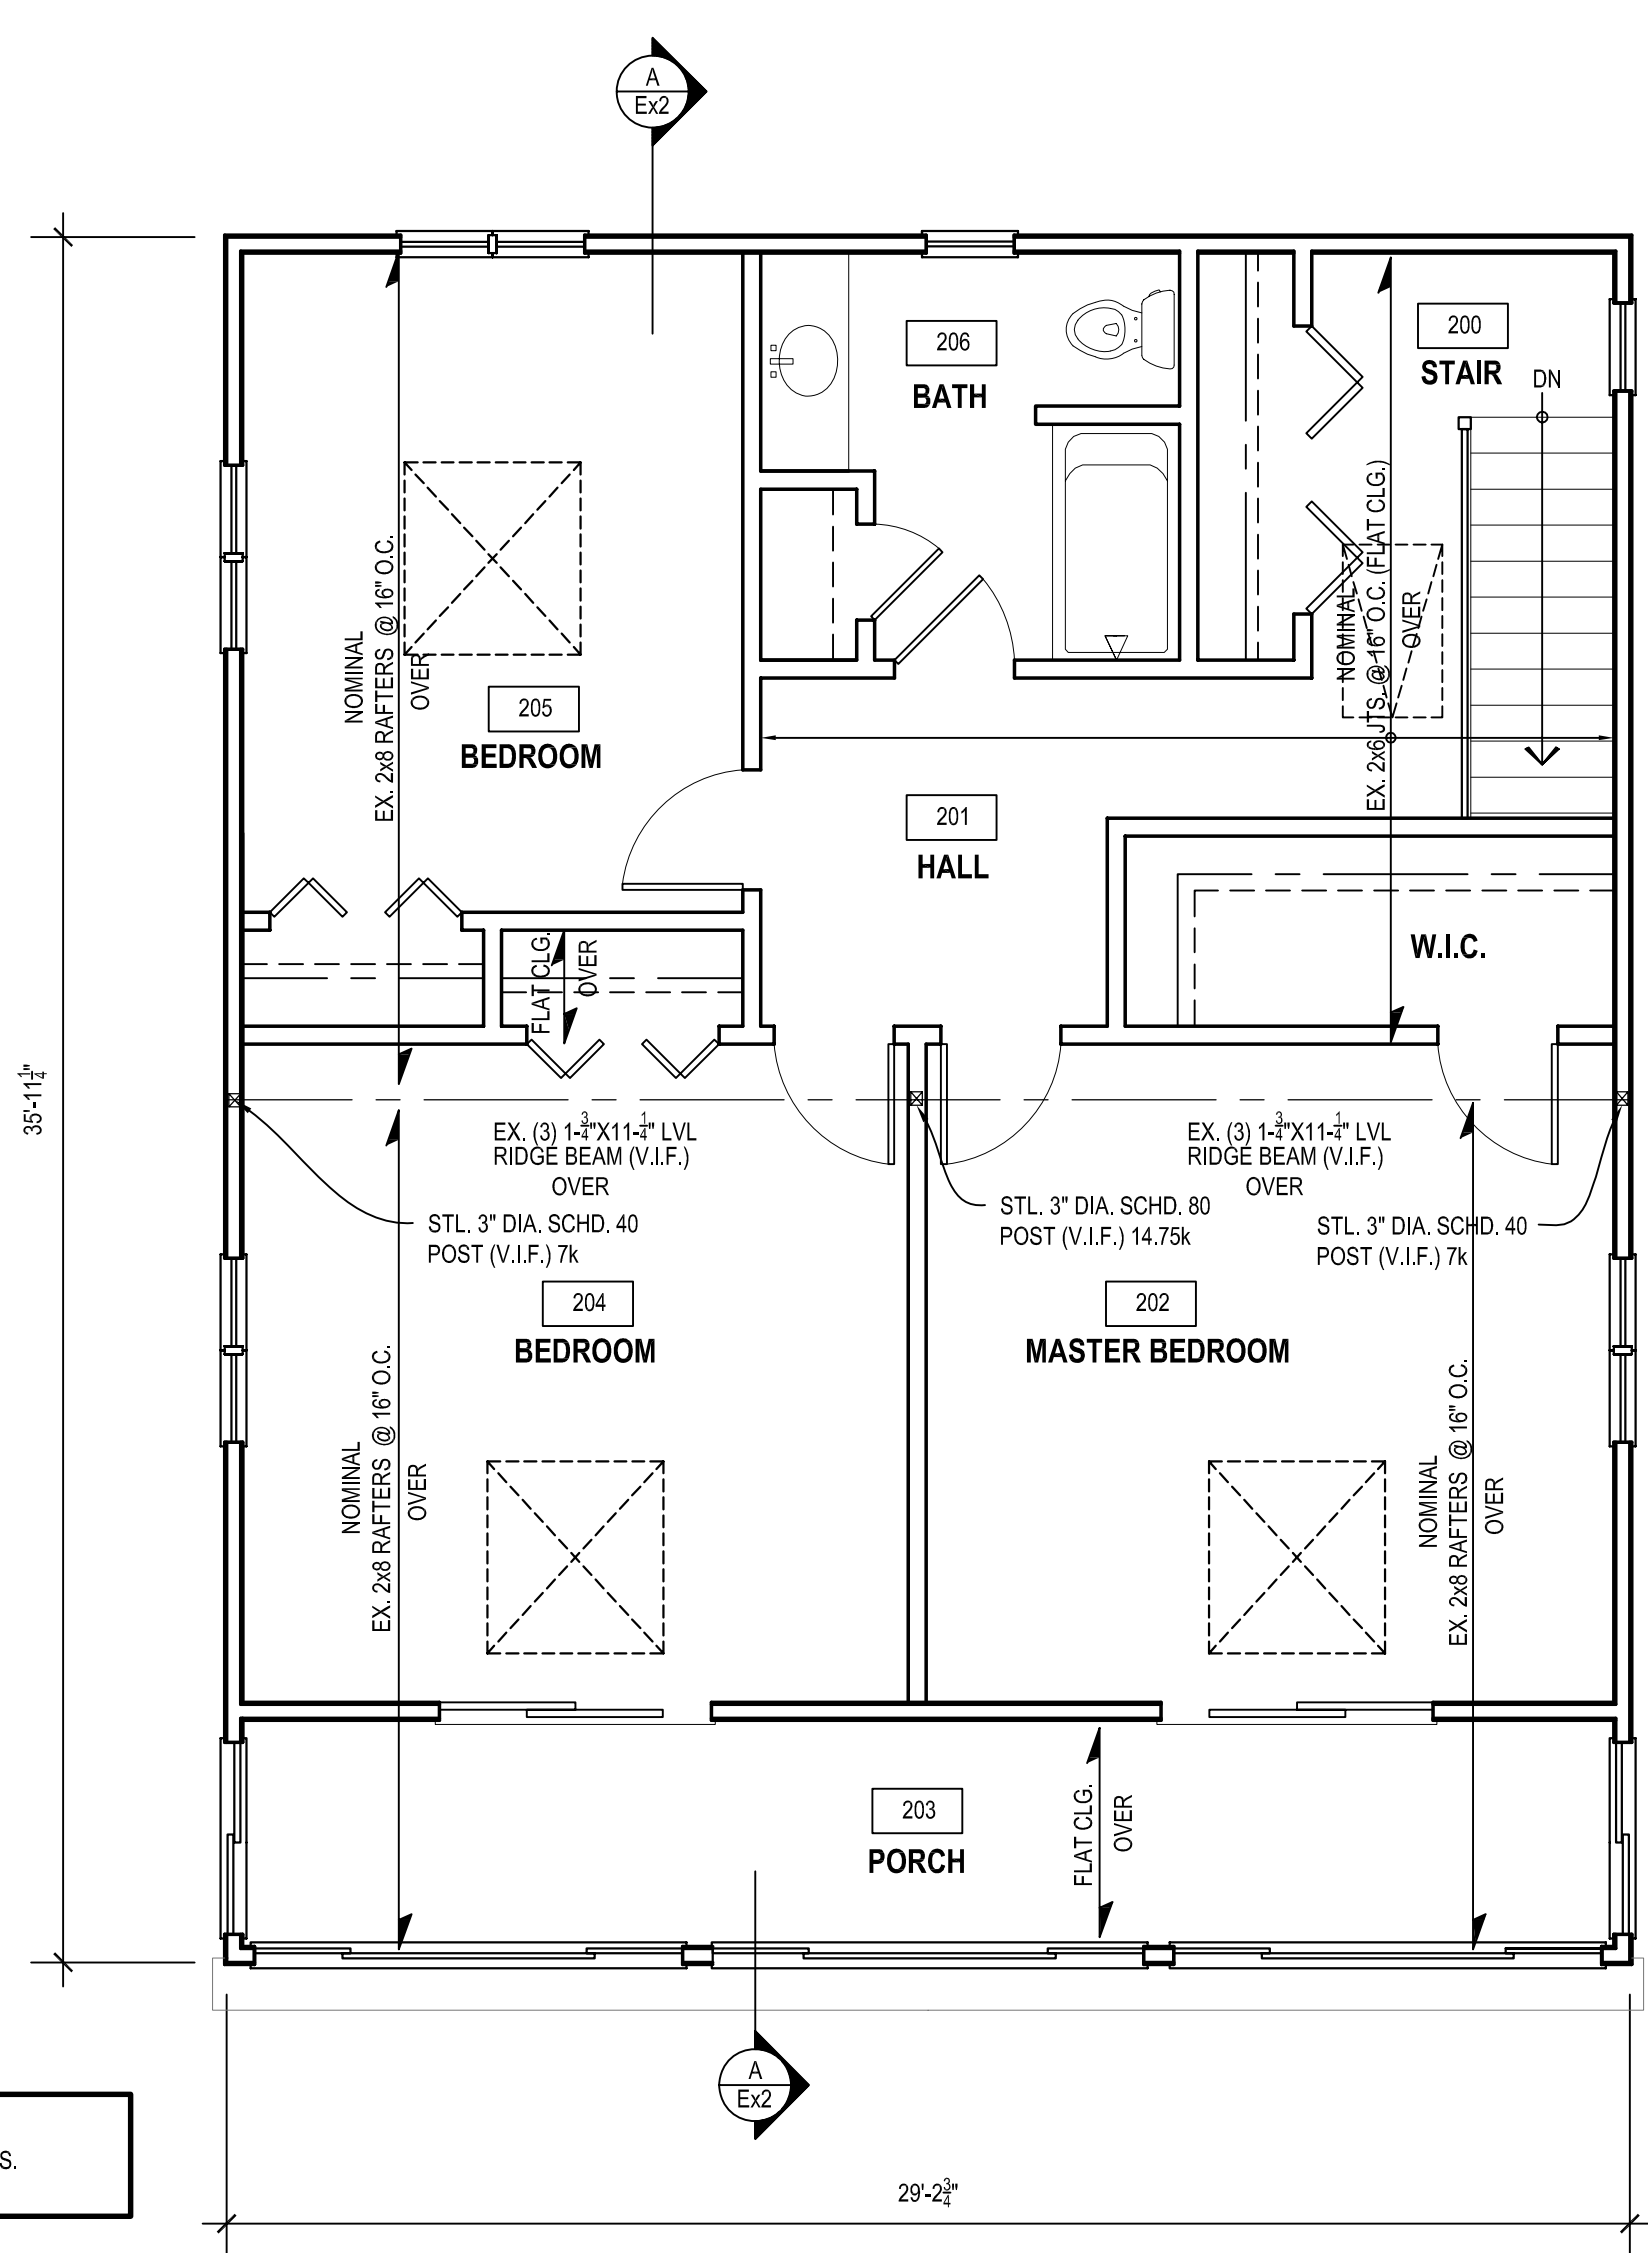 A
Ex2
206
BATH
200
STAIR
DN
NOMINAL
EX. 2x8 RAFTERS @ 16" O.C.
OVER
205
BEDROOM
NOMINAL
EX. 2x6 JTS. @ 16" O.C. (FLAT CLG.)
OVER
201
HALL
FLAT CLG.
OVER
W.I.C.
35'-11 1/4"
EX. (3) 1-3/4"X11-1/4" LVL
RIDGE BEAM (V.I.F.)
OVER
EX. (3) 1-3/4"X11-1/4" LVL
RIDGE BEAM (V.I.F.)
OVER
STL. 3" DIA. SCHD. 40
POST (V.I.F.) 7k
STL. 3" DIA. SCHD. 80
POST (V.I.F.) 14.75k
STL. 3" DIA. SCHD. 40
POST (V.I.F.) 7k
204
BEDROOM
202
MASTER BEDROOM
NOMINAL
EX. 2x8 RAFTERS @ 16" O.C.
OVER
NOMINAL
EX. 2x8 RAFTERS @ 16" O.C.
OVER
203
PORCH
FLAT CLG.
OVER
A
Ex2
S.
29'-2 3/4"